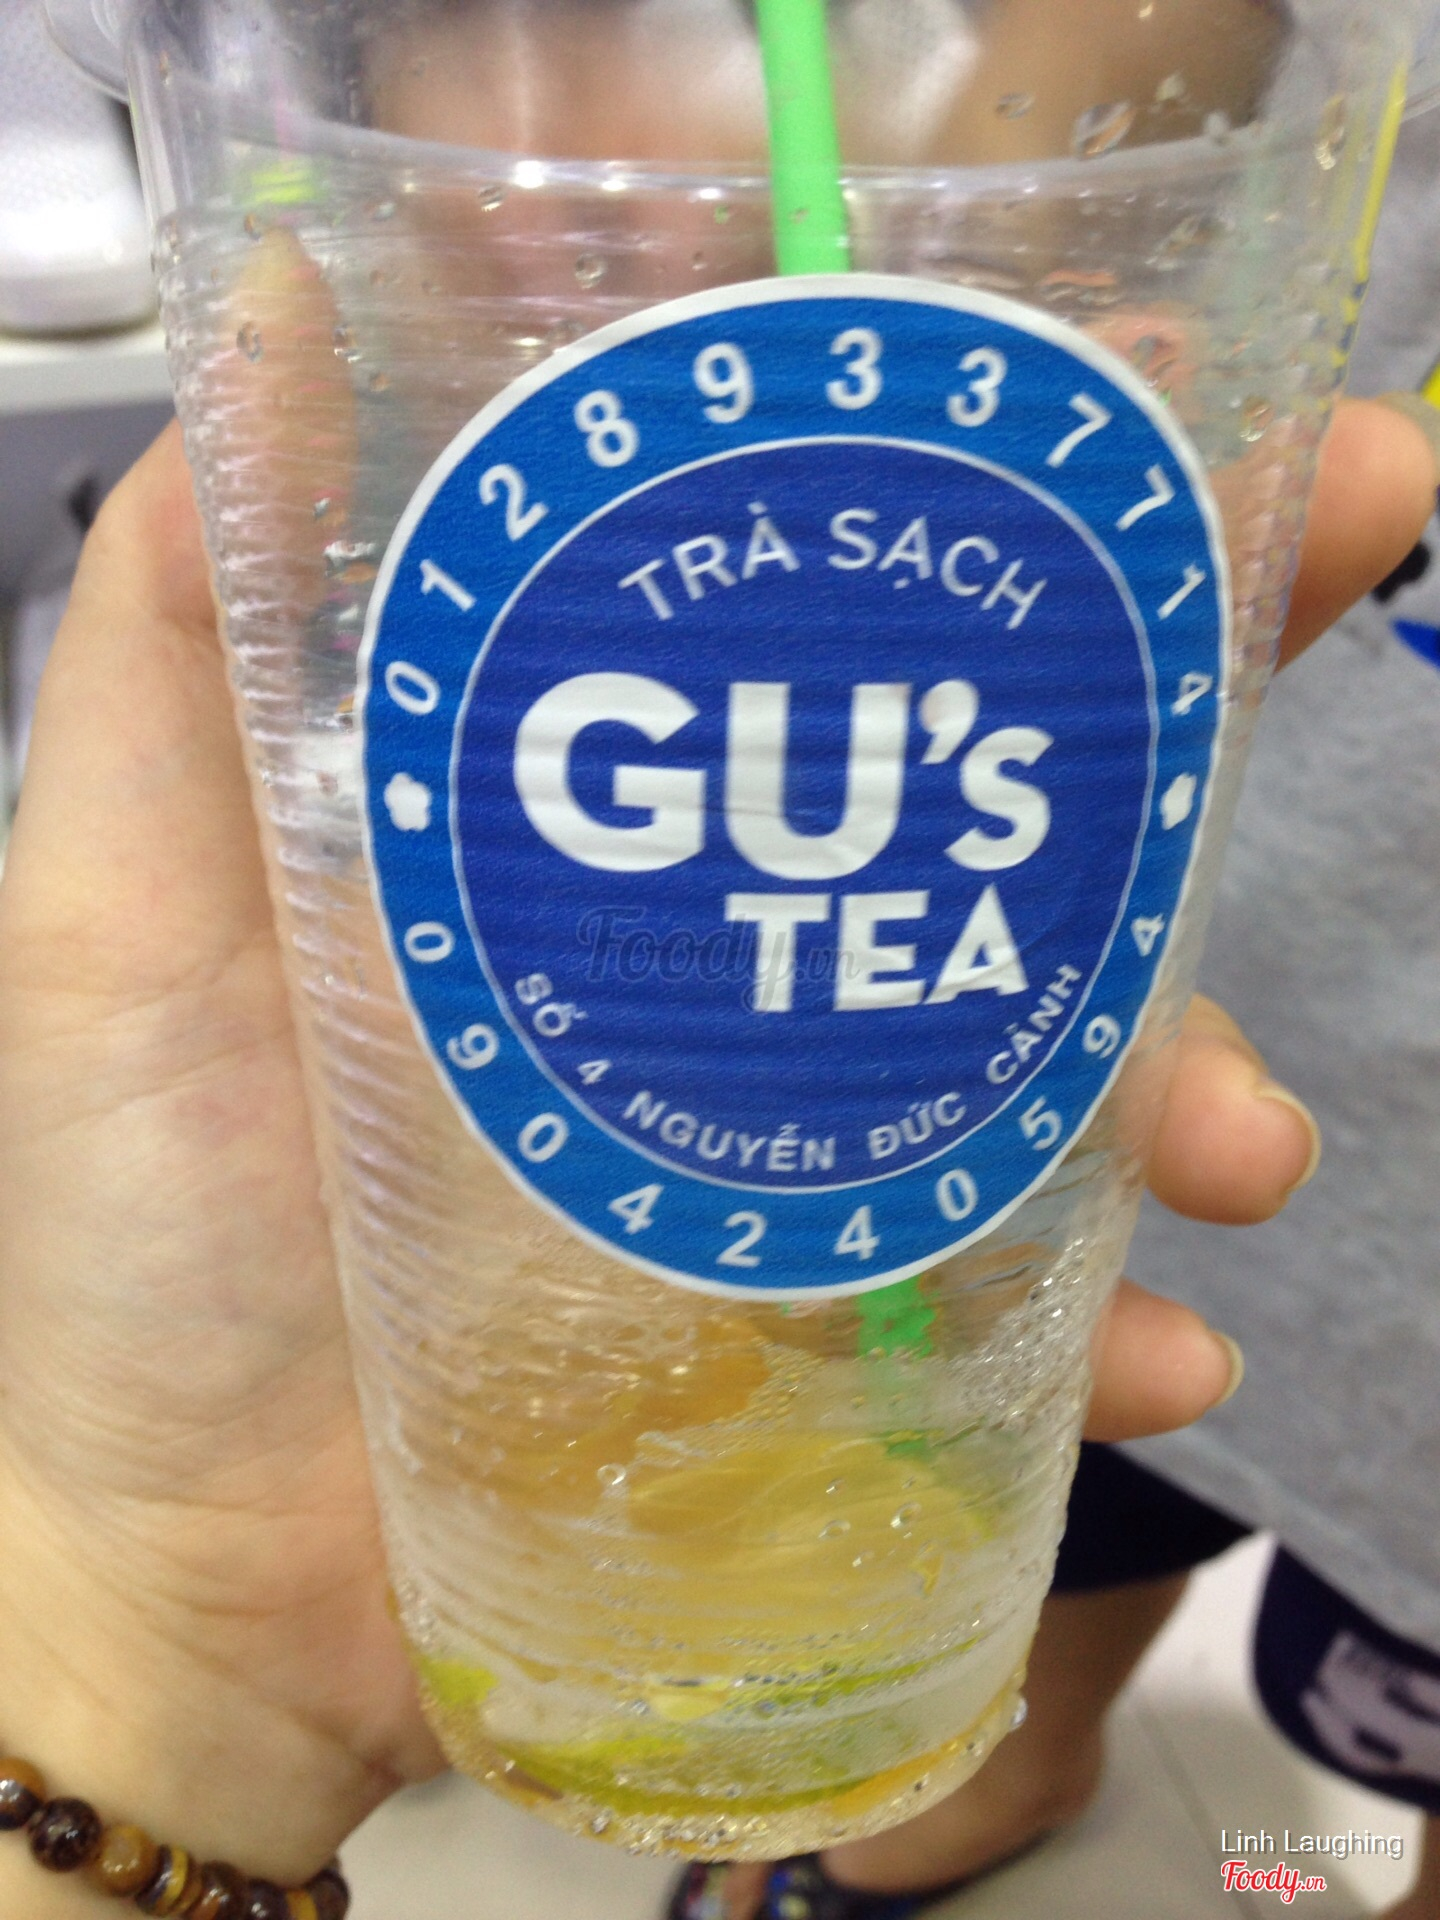 01289337714
TRÀ SẠCH
GU's
TEA
SỐ 4 NGUYỄN ĐỨC CẢNH
0904240594
Foody.vn
Linh Laughing
Foody.vn